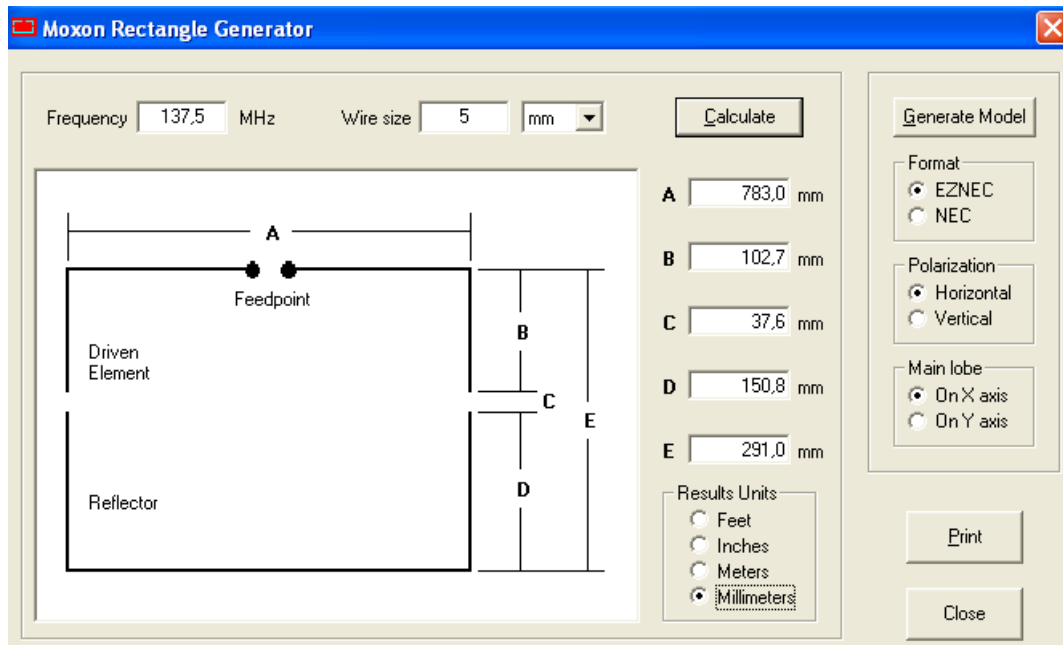 Moxon Rectangle Generator
Frequency 137,5 MHz Wire size 5 mm Calculate
A
Feedpoint
Driven
Element
B
C
E
D
Reflector
A 783,0 mm
B 102,7 mm
C 37,6 mm
D 150,8 mm
E 291,0 mm
Results Units
Feet
Inches
Meters
Millimeters
Generate Model
Format
EZNEC
NEC
Polarization
Horizontal
Vertical
Main lobe
On X axis
On Y axis
Print
Close